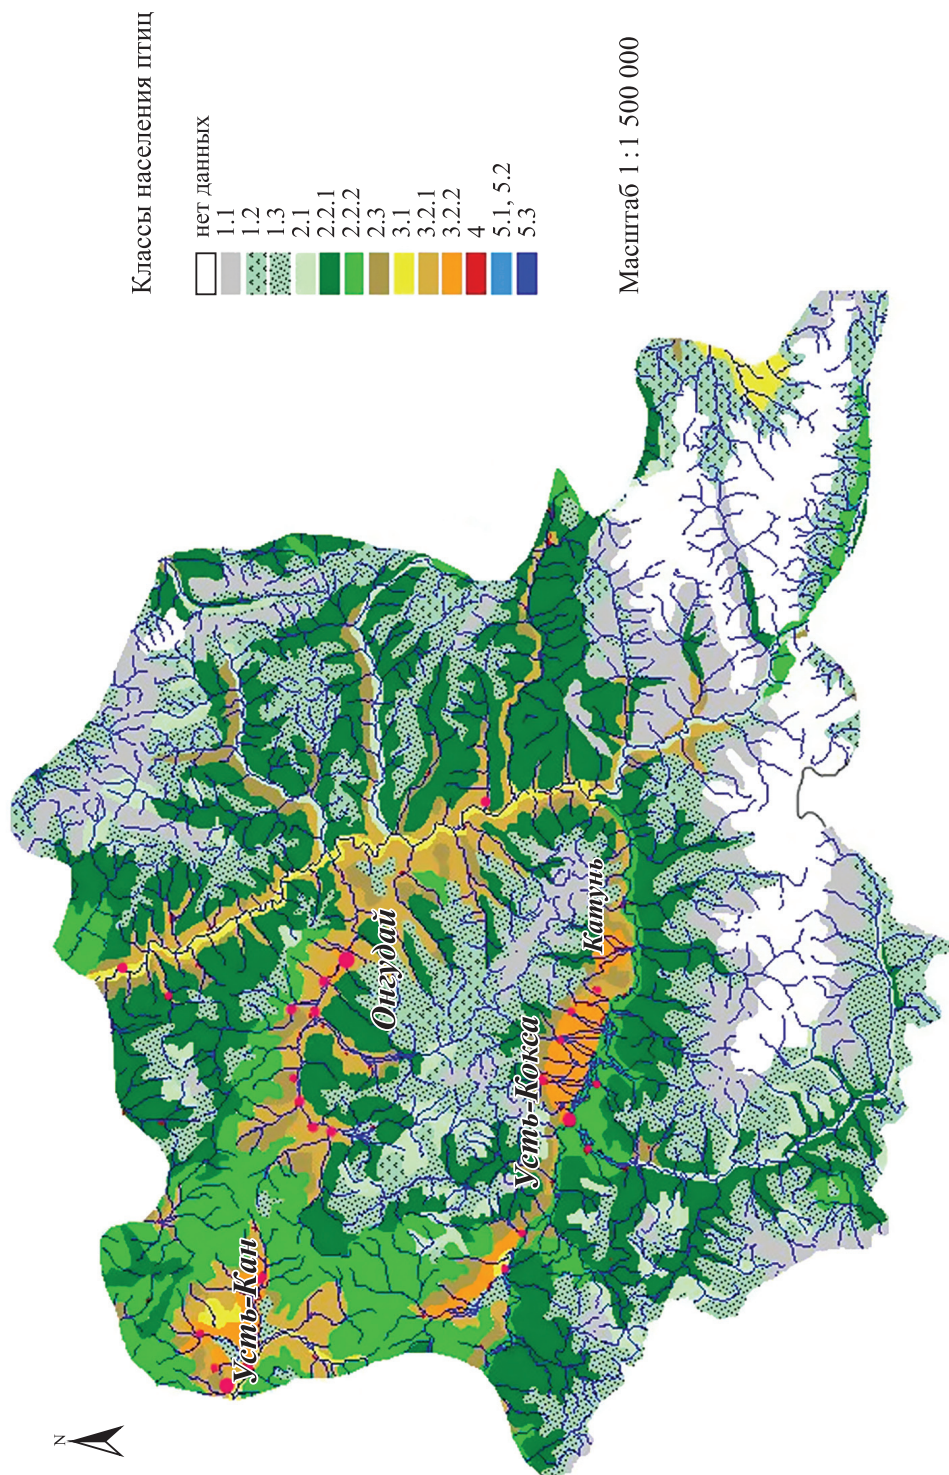 N
Усть-Кан
Онгудай
Усть-Кокса
Катунь
Классы населения птиц
нет данных
1.1
1.2
1.3
2.1
2.2.1
2.2.2
2.3
3.1
3.2.1
3.2.2
4
5.1, 5.2
5.3
Масштаб 1:1 500 000